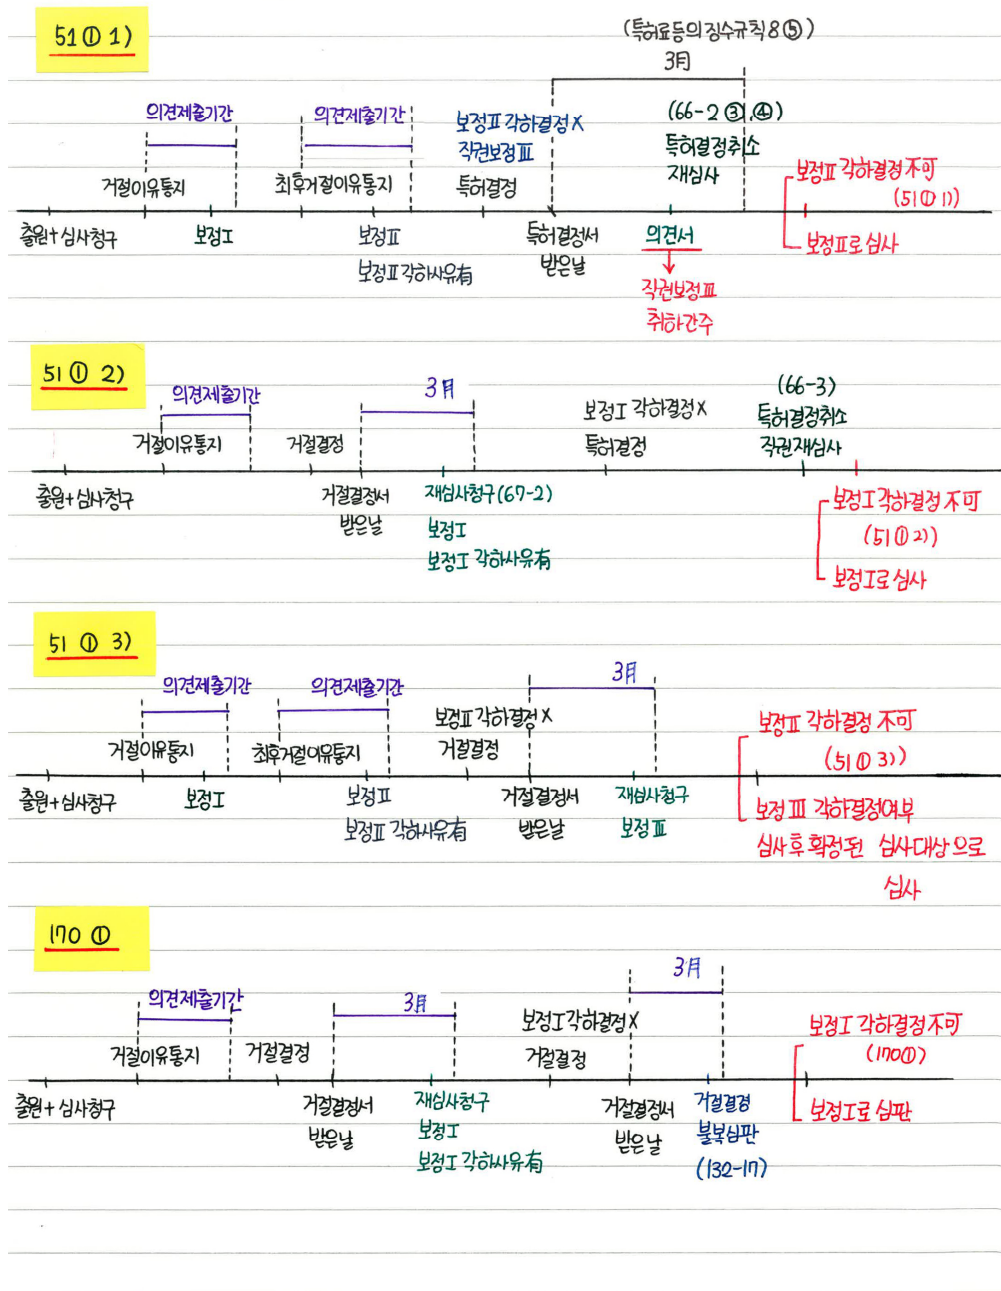 51①1)
(특허료등의 징수규칙 8⑤)
3月
의견제출기간
의견제출기간
보정Ⅱ 각하결정 X
직권보정Ⅲ
특허결정
(66-2 ③,④)
특허결정취소
재심사
거절이유통지
최후거절이유통지
보정Ⅱ 각하결정 不可
(51①1))
보정Ⅱ로 심사
출원+심사청구
보정Ⅰ
보정Ⅱ
보정Ⅱ 각하사유有
특허결정서
받은날
의견서
직권보정Ⅲ
취하간주
51①2)
의견제출기간
3月
보정Ⅰ 각하결정 X
특허결정
(66-3)
특허결정취소
직권재심사
거절이유통지
거절결정
출원+심사청구
거절결정서
받은날
재심사청구(67-2)
보정Ⅰ
보정Ⅰ 각하사유有
보정Ⅰ각하결정 不可
(51①2))
보정Ⅰ로 심사
51 ① 3)
의견제출기간
의견제출기간
3月
보정Ⅱ 각하결정 X
거절결정
거절이유통지
최후거절이유통지
보정Ⅱ 각하결정 不可
(51①3))
출원+심사청구
보정Ⅰ
보정Ⅱ
보정Ⅱ 각하사유有
거절결정서
받은날
재심사청구
보정Ⅲ
보정Ⅲ 각하결정여부
심사 후 확정된 심사대상으로
심사
170 ①
의견제출기간
3月
보정Ⅰ각하결정X
거절결정
3月
거절이유통지
거절결정
보정Ⅰ 각하결정不可
(170①)
출원+심사청구
거절결정서
받은날
재심사청구
보정Ⅰ
보정Ⅰ 각하사유有
거절결정서
받은날
거절결정
불복심판
(132-17)
보정Ⅰ로 심판